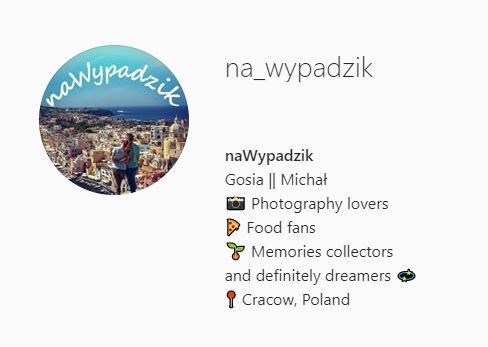 naWypadzik
na_wypadzik
naWypadzik
Gosia || Michał
📷 Photography lovers
🍕 Food fans
🌱 Memories collectors
and definitely dreamers 💫
📍 Cracow, Poland